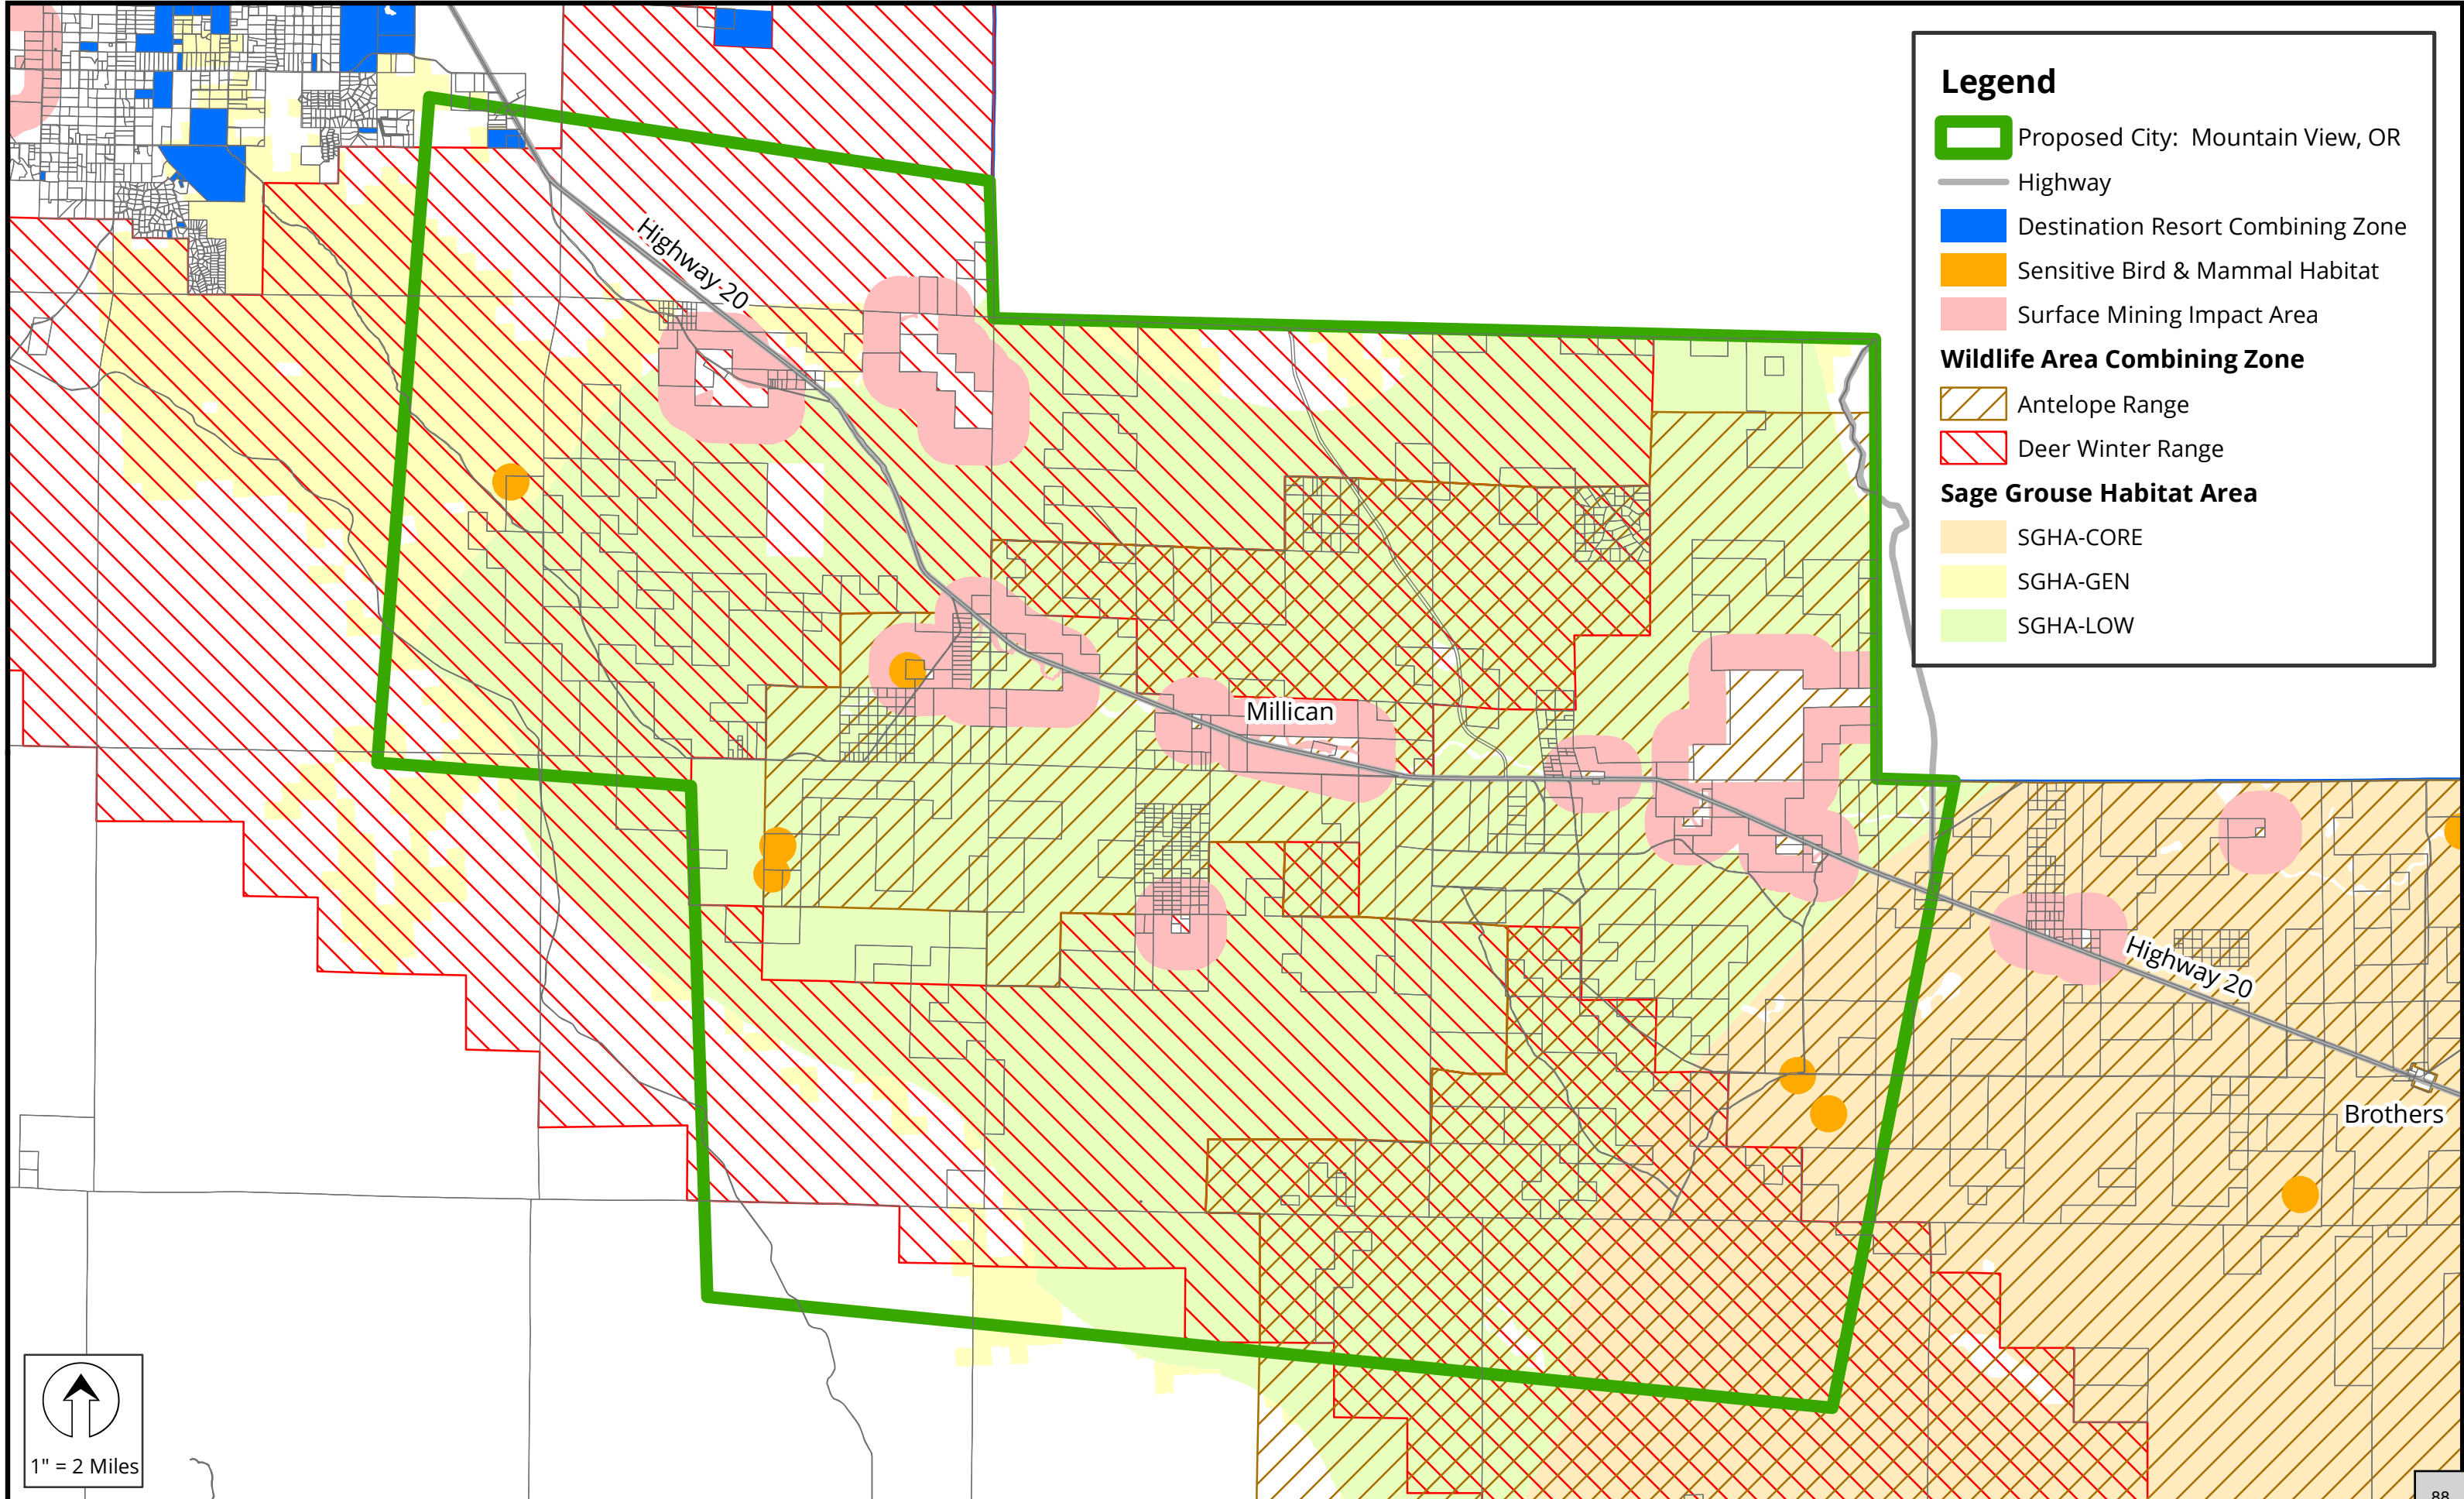 Legend
Proposed City:  Mountain View, OR
Highway
Destination Resort Combining Zone
Sensitive Bird & Mammal Habitat
Surface Mining Impact Area
Wildlife Area Combining Zone
Antelope Range
Deer Winter Range
Sage Grouse Habitat Area
SGHA-CORE
SGHA-GEN
SGHA-LOW
Highway 20
Millican
Highway 20
Brothers
1" = 2 Miles
88